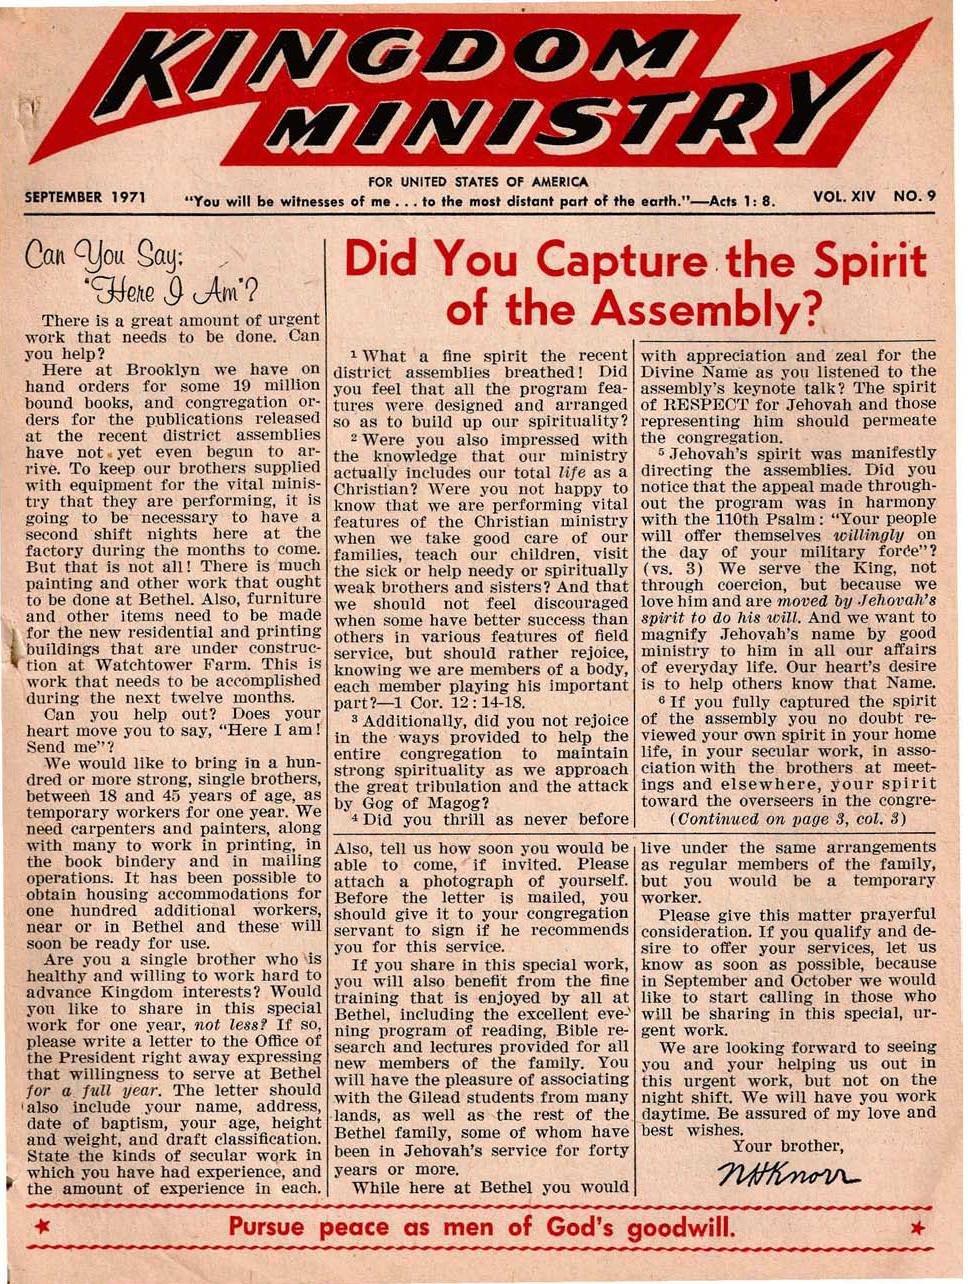 KINGDOM
MINISTRY
FOR UNITED STATES OF AMERICA
SEPTEMBER 1971 "You will be witnesses of me . . . to the most distant part of the earth."—Acts 1: 8. VOL. XIV NO. 9
Can You Say:
'Here I Am'?
There is a great amount of urgent
work that needs to be done. Can
you help?
Here at Brooklyn we have on
hand orders for some 19 million
bound books, and congregation or-
ders for the publications released
at the recent district assemblies
have not yet even begun to ar-
rive. To keep our brothers supplied
with equipment for the vital minis-
try that they are performing, it is
going to be necessary to have a
second shift nights here at the
factory during the months to come.
But that is not all! There is much
painting and other work that ought
to be done at Bethel. Also, furniture
and other items need to be made
for the new residential and printing
buildings that are under construc-
tion at Watchtower Farm. This is
work that needs to be accomplished
during the next twelve months.
Can you help out? Does your
heart move you to say, "Here I am!
Send me"?
We would like to bring in a hun-
dred or more strong, single brothers,
between 18 and 45 years of age, as
temporary workers for one year. We
need carpenters and painters, along
with many to work in printing, in
the book bindery and in mailing
operations. It has been possible to
obtain housing accommodations for
one hundred additional workers,
near or in Bethel and these will
soon be ready for use.
Are you a single brother who is
healthy and willing to work hard to
advance Kingdom interests? Would
you like to share in this special
work for one year, not less? If so,
please write a letter to the Office of
the President right away expressing
that willingness to serve at Bethel
for a full year. The letter should
also include your name, address,
date of baptism, your age, height
and weight, and draft classification.
State the kinds of secular work in
which you have had experience, and
the amount of experience in each.
Also, tell us how soon you would be
able to come, if invited. Please
attach a photograph of yourself.
Before the letter is mailed, you
should give it to your congregation
servant to sign if he recommends
you for this service.
If you share in this special work,
you will also benefit from the fine
training that is enjoyed by all at
Bethel, including the excellent eve-
ning program of reading, Bible re-
search and lectures provided for all
new members of the family. You
will have the pleasure of associating
with the Gilead students from many
lands, as well as the rest of the
Bethel family, some of whom have
been in Jehovah's service for forty
years or more.
While here at Bethel you would
live under the same arrangements
as regular members of the family,
but you would be a temporary
worker.
Please give this matter prayerful
consideration. If you qualify and de-
sire to offer your services, let us
know as soon as possible, because
in September and October we would
like to start calling in those who
will be sharing in this special, ur-
gent work.
We are looking forward to seeing
you and your helping us out in
this urgent work, but not on the
night shift. We will have you work
daytime. Be assured of my love and
best wishes.
Your brother,
NHKnorr
Did You Capture the Spirit
of the Assembly?
1 What a fine spirit the recent
district assemblies breathed! Did
you feel that all the program fea-
tures were designed and arranged
so as to build up our spirituality?
2 Were you also impressed with
the knowledge that our ministry
actually includes our total life as a
Christian? Were you not happy to
know that we are performing vital
features of the Christian ministry
when we take good care of our
families, teach our children, visit
the sick or help needy or spiritually
weak brothers and sisters? And that
we should not feel discouraged
when some have better success than
others in various features of field
service, but should rather rejoice,
knowing we are members of a body,
each member playing his important
part?—1 Cor. 12: 14-18.
3 Additionally, did you not rejoice
in the ways provided to help the
entire congregation to maintain
strong spirituality as we approach
the great tribulation and the attack
by Gog of Magog?
4 Did you thrill as never before
with appreciation and zeal for the
Divine Name as you listened to the
assembly's keynote talk? The spirit
of RESPECT for Jehovah and those
representing him should permeate
the congregation.
5 Jehovah's spirit was manifestly
directing the assemblies. Did you
notice that the appeal made through-
out the program was in harmony
with the 110th Psalm: "Your people
will offer themselves willingly on
the day of your military force"?
(vs. 3) We serve the King, not
through coercion, but because we
love him and are moved by Jehovah's
spirit to do his will. And we want to
magnify Jehovah's name by good
ministry to him in all our affairs
of everyday life. Our heart's desire
is to help others know that Name.
6 If you fully captured the spirit
of the assembly you no doubt re-
viewed your own spirit in your home
life, in your secular work, in asso-
ciation with the brothers at meet-
ings and elsewhere, your spirit
toward the overseers in the congre-
(Continued on page 3, col. 3)
* Pursue peace as men of God's goodwill. *